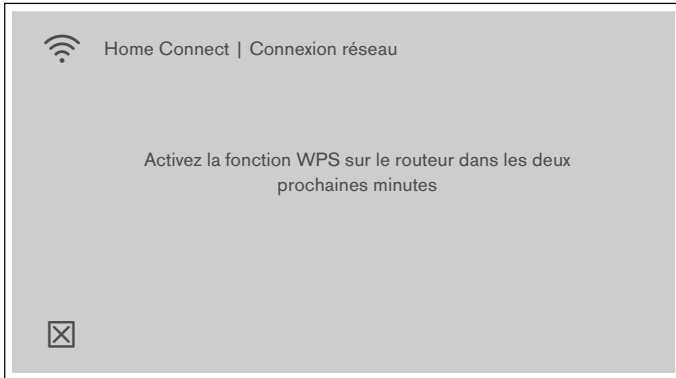 Home Connect | Connexion réseau
Activez la fonction WPS sur le routeur dans les deux
prochaines minutes